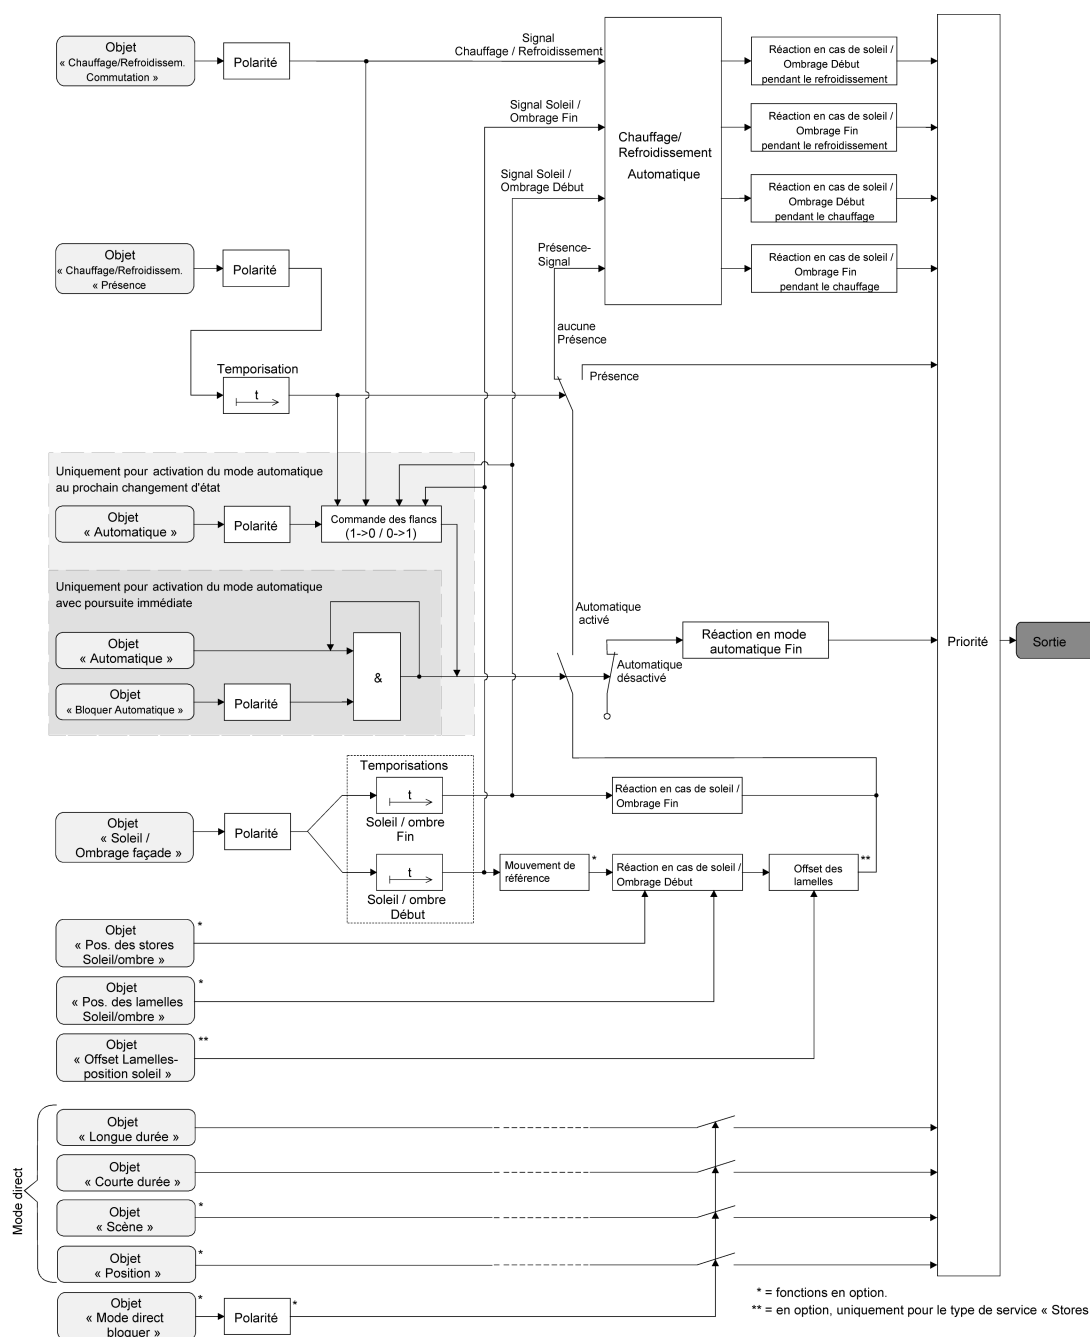 Objet
« Chauffage/Refroidissem.
Commutation »
Polarité
Signal
Chauffage / Refroidissement
Signal Soleil /
Ombrage Fin
Signal Soleil /
Ombrage Début
Présence-
Signal
Chauffage/
Refroidissement
Automatique
Réaction en cas de soleil /
Ombrage Début
pendant le refroidissement
Réaction en cas de soleil /
Ombrage Fin
pendant le refroidissement
Réaction en cas de soleil /
Ombrage Début
pendant le chauffage
Réaction en cas de soleil /
Ombrage Fin
pendant le chauffage
Objet
« Chauffage/Refroidissem.
« Présence
Polarité
aucune
Présence
Présence
Temporisation
t
Uniquement pour activation du mode automatique
au prochain changement d'état
Objet
« Automatique »
Polarité
Commande des flancs
(1->0 / 0->1)
Uniquement pour activation du mode automatique
avec poursuite immédiate
Objet
« Automatique »
Objet
« Bloquer Automatique »
Polarité
&
Automatique
activé
Automatique
désactivé
Réaction en mode
automatique Fin
Priorité
Sortie
Temporisations
t
Soleil / ombre
Fin
t
Soleil / ombre
Début
Objet
« Soleil /
Ombrage façade »
Polarité
Réaction en cas de soleil /
Ombrage Fin
Mouvement de
référence
*
Réaction en cas de soleil /
Ombrage Début
Offset des
lamelles
**
Objet
« Pos. des stores
Soleil/ombre »
*
Objet
« Pos. des lamelles
Soleil/ombre »
*
Objet
« Offset Lamelles-
position soleil »
**
Mode direct
Objet
« Longue durée »
Objet
« Courte durée »
Objet
« Scène »
*
Objet
« Position »
*
Objet
« Mode direct
bloquer »
*
Polarité
*
* = fonctions en option.
** = en option, uniquement pour le type de service « Stores